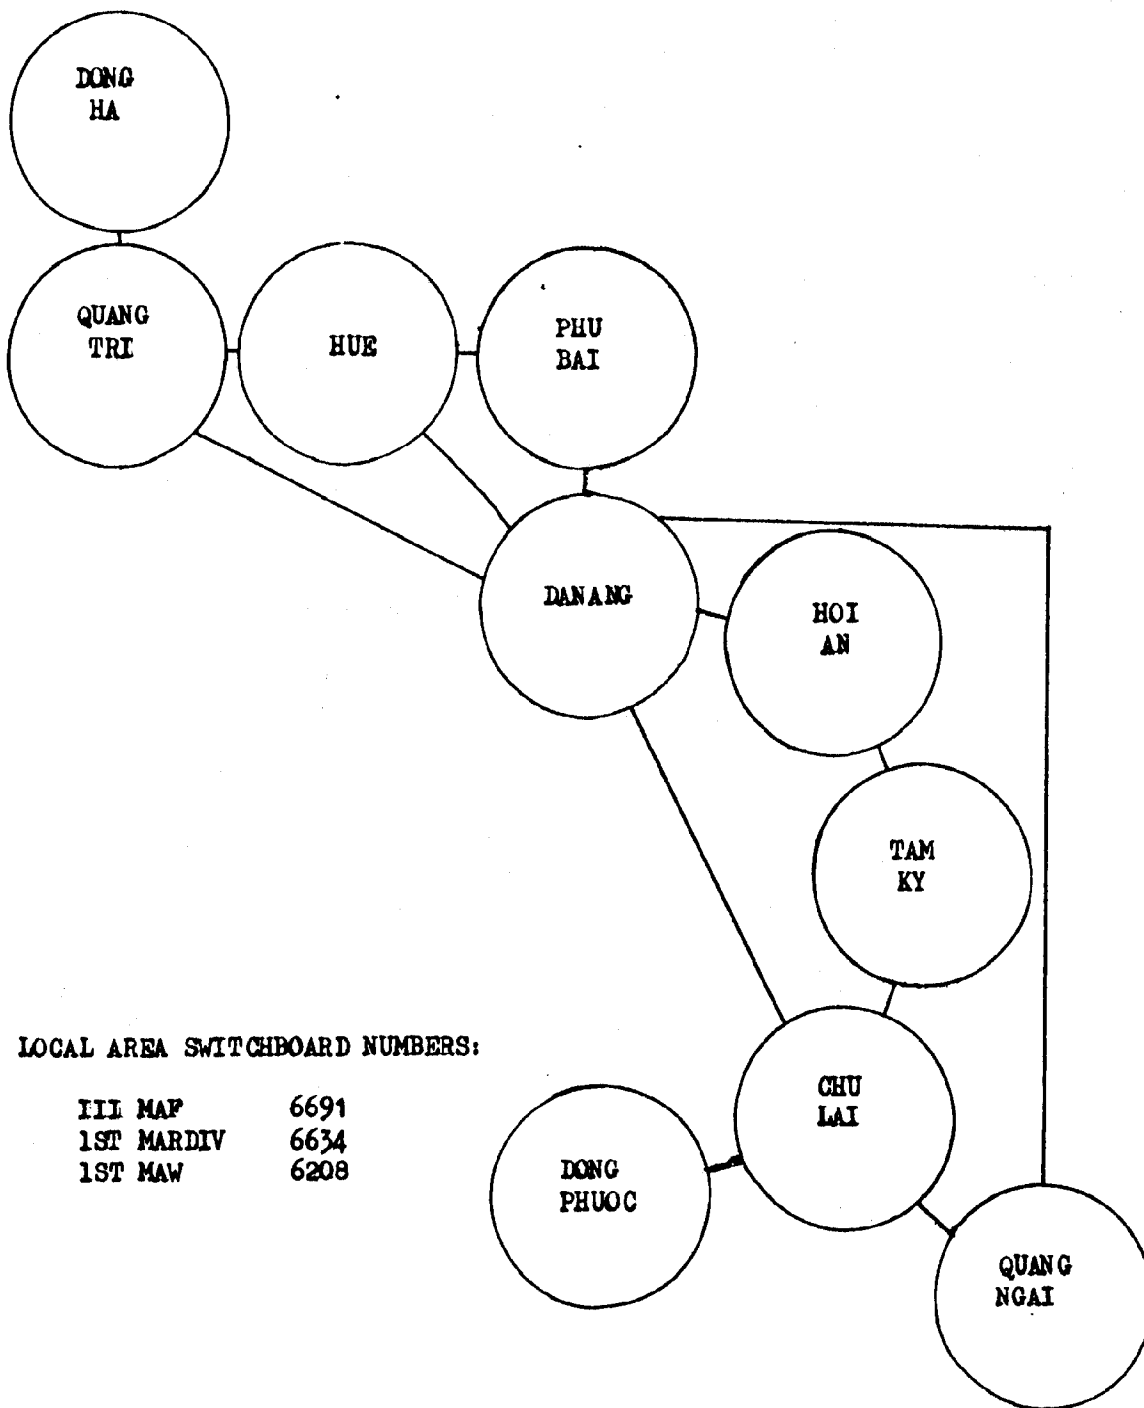 DONG
HA
QUANG
TRI
HUE
PHU
BAI
DANANG
HOI
AN
TAM
KY
LOCAL AREA SWITCHBOARD NUMBERS:
III MAF 6691
1ST MARDIV 6634
1ST MAW 6208
CHU
LAI
DONG
PHUOC
QUANG
NGAI